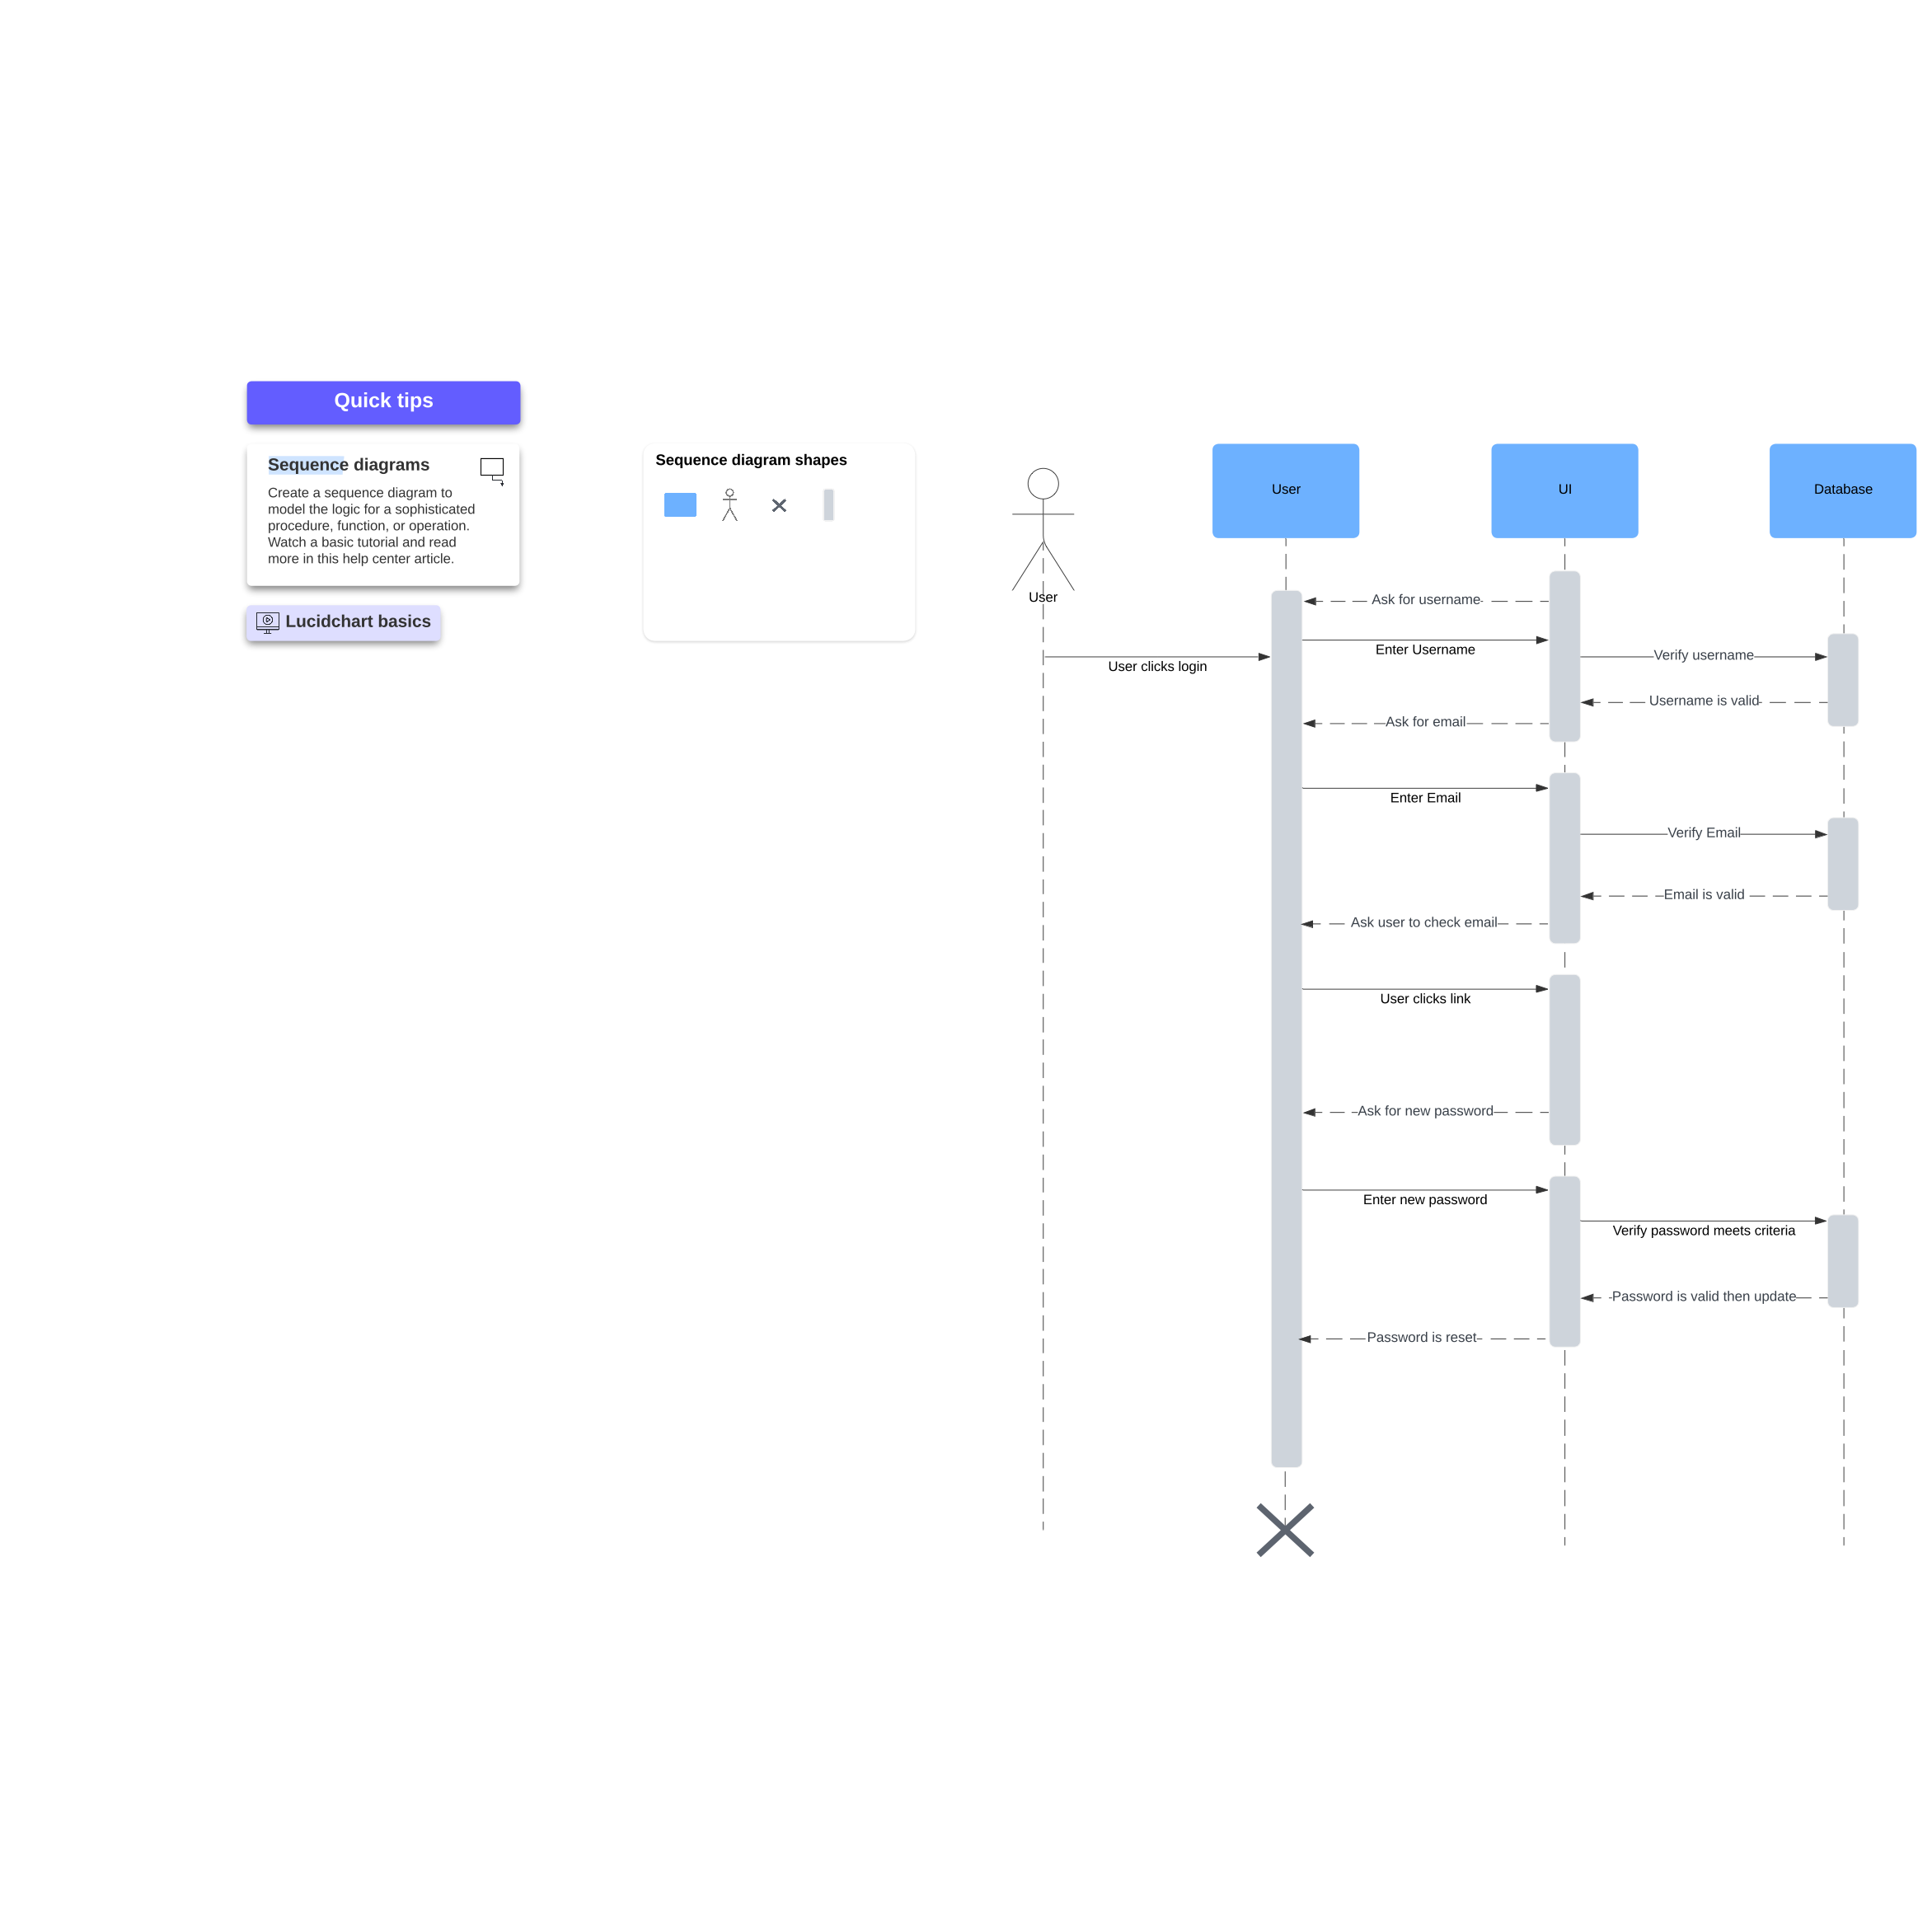 Quick tips
Sequence diagrams
Create a sequence diagram to
model the logic for a sophisticated
procedure, function, or operation.
Watch a basic tutorial and read
more in this help center article.
Lucidchart basics
Sequence diagram shapes
User
User
UI
Database
Ask for username
Enter Username
User clicks login
Verify username
Username is valid
Ask for email
Enter Email
Verify Email
Email is valid
Ask user to check email
User clicks link
Ask for new password
Enter new password
Verify password meets criteria
Password is valid then update
Password is reset